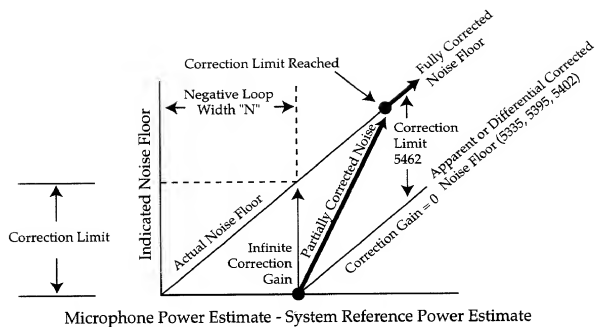 Correction Limit Reached
Fully Corrected
Noise Floor
Negative Loop
Width "N"
Apparent or Differential Corrected
Noise Floor (5335, 5395, 5402)
Correction
Limit
5462
Indicated Noise Floor
Actual Noise Floor
Partially Corrected Noise
Correction Limit
Infinite
Correction
Gain
Correction Gain = 0
Microphone Power Estimate - System Reference Power Estimate